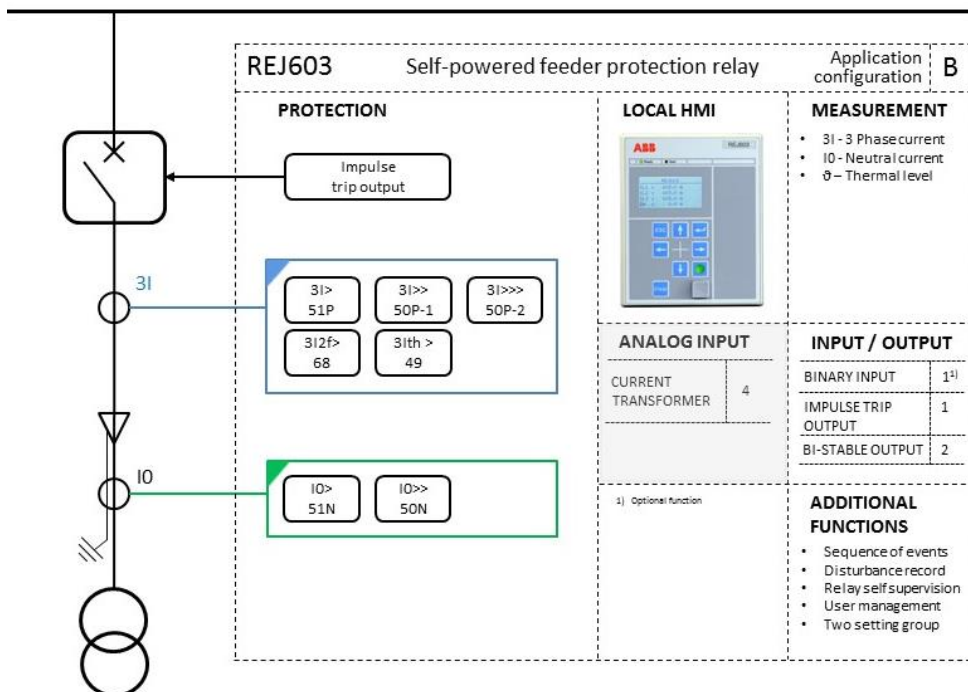 REJ603
Self-powered feeder protection relay
Application
configuration
B
PROTECTION
Impulse
trip output
3I
3I>
51P
3I>>
50P-1
3I>>>
50P-2
3I2f>
68
3Ith >
49
I0
I0>
51N
I0>>
50N
LOCAL HMI
ABB
REJ603
ANALOG INPUT
CURRENT
TRANSFORMER
4
1) Optional function
MEASUREMENT
• 3I - 3 Phase current
• I0 - Neutral current
• ϑ – Thermal level
INPUT / OUTPUT
BINARY INPUT
1 1)
IMPULSE TRIP
OUTPUT
1
BI-STABLE OUTPUT
2
ADDITIONAL
FUNCTIONS
• Sequence of events
• Disturbance record
• Relay self supervision
• User management
• Two setting group